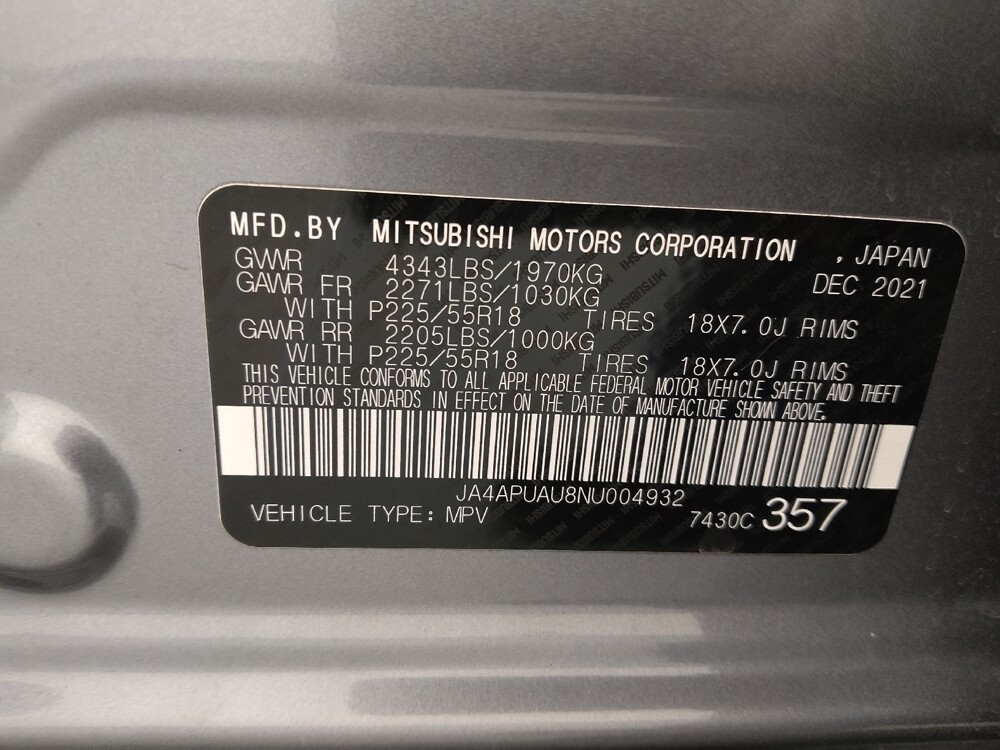 MFD.BY MITSUBISHI MOTORS CORPORATION , JAPAN
GWWR 4343LBS/1970KG DEC 2021
GAWR FR 2271LBS/1030KG
WITH P225/55R18 TIRES 18X7.0J RIMS
GAWR RR 2205LBS/1000KG
WITH P225/55R18 TIRES 18X7.0J RIMS
THIS VEHICLE CONFORMS TO ALL APPLICABLE FEDERAL MOTOR VEHICLE SAFETY AND THEFT
PREVENTION STANDARDS IN EFFECT ON THE DATE OF MANUFACTURE SHOWN ABOVE.
JA4APUAU8NU004932
VEHICLE TYPE: MPV 7430C 357